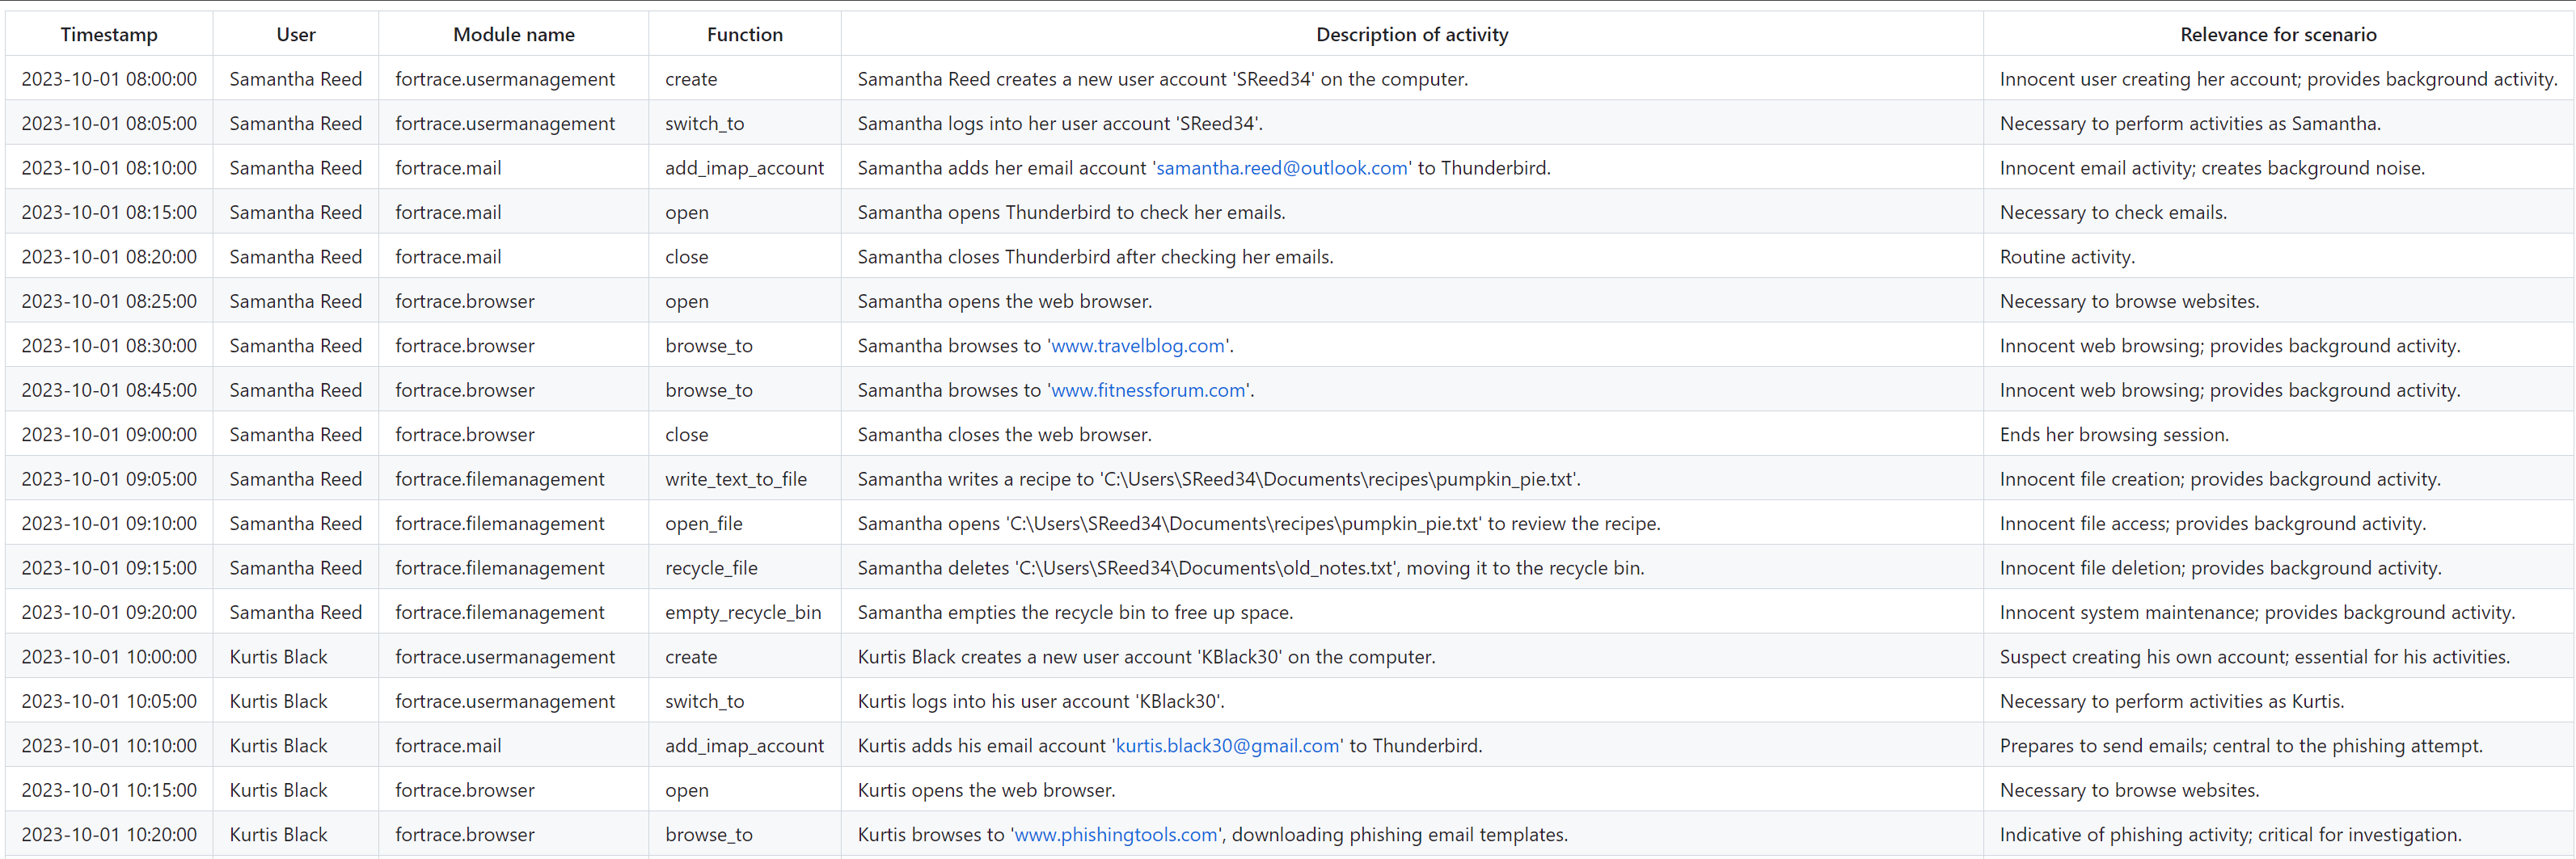 Timestamp User Module name Function Description of activity Relevance for scenario
2023-10-01 08:00:00 Samantha Reed fortrace.usermanagement create Samantha Reed creates a new user account 'SReed34' on the computer. Innocent user creating her account; provides background activity.
2023-10-01 08:05:00 Samantha Reed fortrace.usermanagement switch_to Samantha logs into her user account 'SReed34'. Necessary to perform activities as Samantha.
2023-10-01 08:10:00 Samantha Reed fortrace.mail add_imap_account Samantha adds her email account 'samantha.reed@outlook.com' to Thunderbird. Innocent email activity; creates background noise.
2023-10-01 08:15:00 Samantha Reed fortrace.mail open Samantha opens Thunderbird to check her emails. Necessary to check emails.
2023-10-01 08:20:00 Samantha Reed fortrace.mail close Samantha closes Thunderbird after checking her emails. Routine activity.
2023-10-01 08:25:00 Samantha Reed fortrace.browser open Samantha opens the web browser. Necessary to browse websites.
2023-10-01 08:30:00 Samantha Reed fortrace.browser browse_to Samantha browses to 'www.travelblog.com'. Innocent web browsing; provides background activity.
2023-10-01 08:45:00 Samantha Reed fortrace.browser browse_to Samantha browses to 'www.fitnessforum.com'. Innocent web browsing; provides background activity.
2023-10-01 09:00:00 Samantha Reed fortrace.browser close Samantha closes the web browser. Ends her browsing session.
2023-10-01 09:05:00 Samantha Reed fortrace.filemanagement write_text_to_file Samantha writes a recipe to 'C:\Users\SReed34\Documents\recipes\pumpkin_pie.txt'. Innocent file creation; provides background activity.
2023-10-01 09:10:00 Samantha Reed fortrace.filemanagement open_file Samantha opens 'C:\Users\SReed34\Documents\recipes\pumpkin_pie.txt' to review the recipe. Innocent file access; provides background activity.
2023-10-01 09:15:00 Samantha Reed fortrace.filemanagement recycle_file Samantha deletes 'C:\Users\SReed34\Documents\old_notes.txt', moving it to the recycle bin. Innocent file deletion; provides background activity.
2023-10-01 09:20:00 Samantha Reed fortrace.filemanagement empty_recycle_bin Samantha empties the recycle bin to free up space. Innocent system maintenance; provides background activity.
2023-10-01 10:00:00 Kurtis Black fortrace.usermanagement create Kurtis Black creates a new user account 'KBlack30' on the computer. Suspect creating his own account; essential for his activities.
2023-10-01 10:05:00 Kurtis Black fortrace.usermanagement switch_to Kurtis logs into his user account 'KBlack30'. Necessary to perform activities as Kurtis.
2023-10-01 10:10:00 Kurtis Black fortrace.mail add_imap_account Kurtis adds his email account 'kurtis.black30@gmail.com' to Thunderbird. Prepares to send emails; central to the phishing attempt.
2023-10-01 10:15:00 Kurtis Black fortrace.browser open Kurtis opens the web browser. Necessary to browse websites.
2023-10-01 10:20:00 Kurtis Black fortrace.browser browse_to Kurtis browses to 'www.phishingtools.com', downloading phishing email templates. Indicative of phishing activity; critical for investigation.